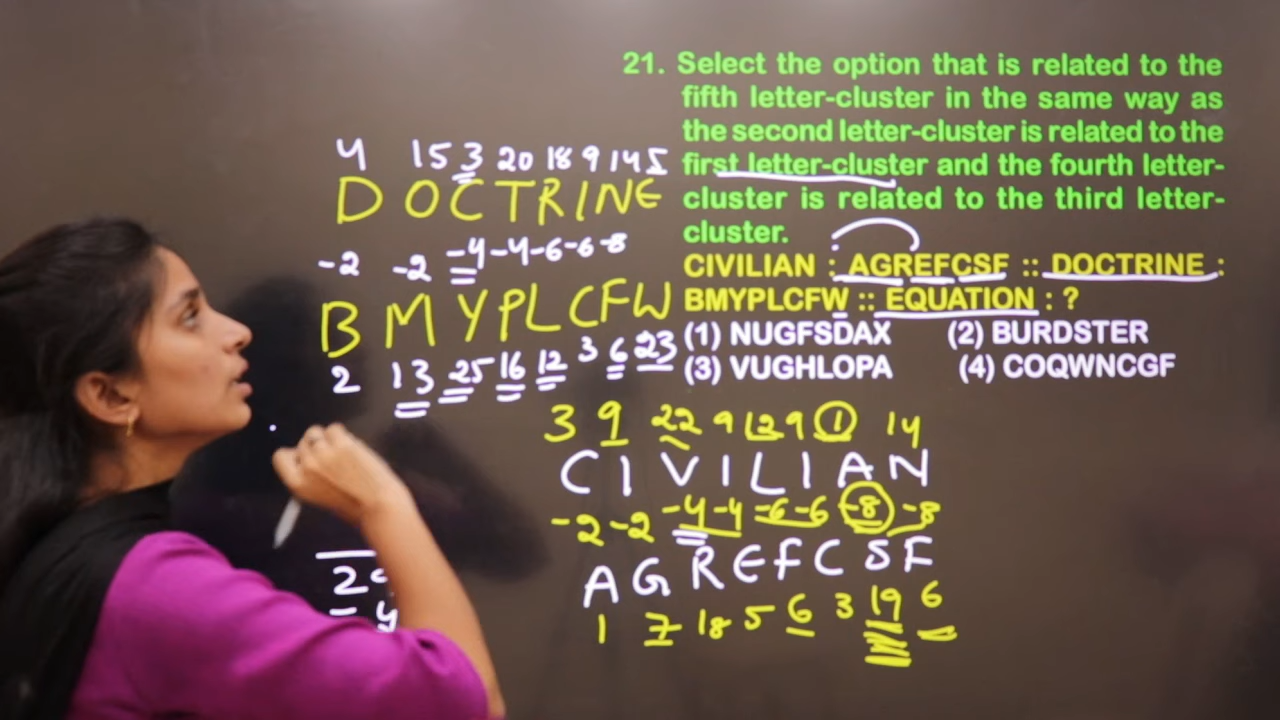 21. Select the option that is related to the
fifth letter-cluster in the same way as
the second letter-cluster is related to the
first letter-cluster and the fourth letter-
cluster is related to the third letter-
cluster.
CIVILIAN : AGREFCSF :: DOCTRINE :
BMYPLCFW :: EQUATION : ?
(1) NUGFSDAX (2) BURDSTER
(3) VUGHLOPA (4) COQWNCGF
4 15 3 20 18 9 14 5
D O C T R I N E
-2 -2 -4 -4 -6 -6 -8
B M Y P L C F W
2 13 25 16 12 3 6 23
3 9 22 9 12 9 1 14
C I V I L I A N
-2 -2 -4 -4 -6 -6 -8 -8
A G R E F C S F
1 7 18 5 6 3 19 6